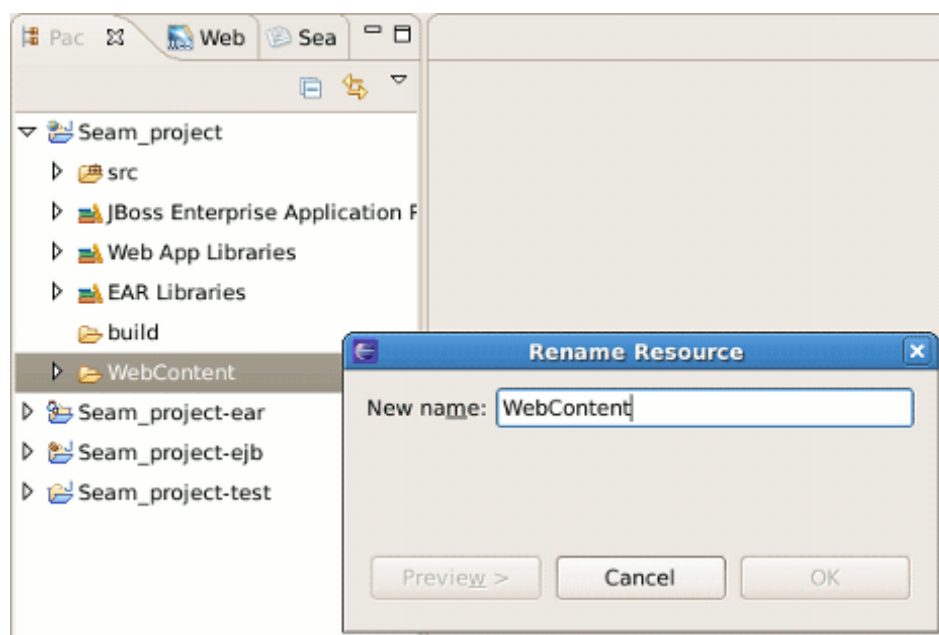 Pac Web Sea
Seam_project
src
JBoss Enterprise Application
Web App Libraries
EAR Libraries
build
WebContent
Seam_project-ear
Seam_project-ejb
Seam_project-test
Rename Resource
New name: WebContent
Preview > Cancel OK